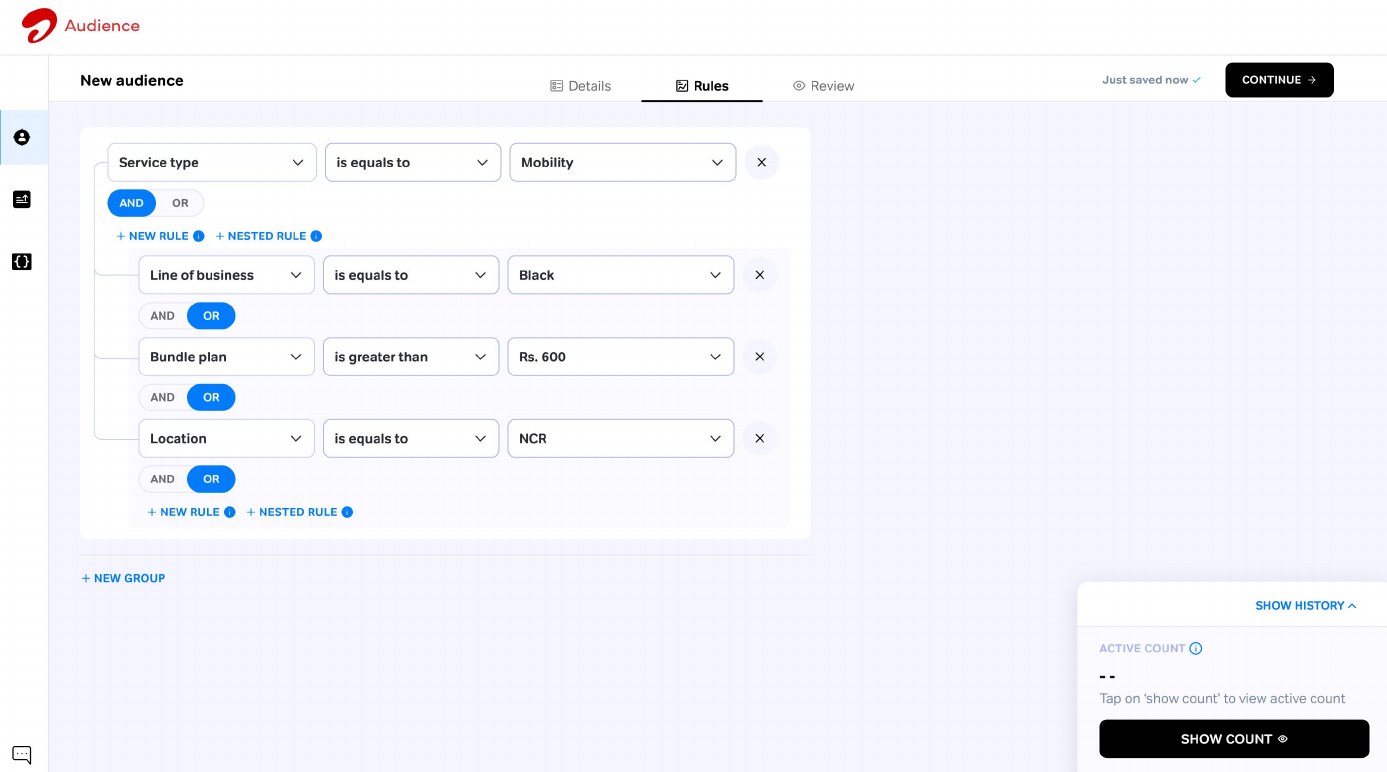 Audience
New audience
Details
Rules
Review
Just saved now
CONTINUE
Service type
is equals to
Mobility
AND OR
+ NEW RULE + NESTED RULE
Line of business
is equals to
Black
AND OR
Bundle plan
is greater than
Rs. 600
AND OR
Location
is equals to
NCR
AND OR
+ NEW RULE + NESTED RULE
+ NEW GROUP
SHOW HISTORY
ACTIVE COUNT
--
Tap on ‘show count’ to view active count
SHOW COUNT